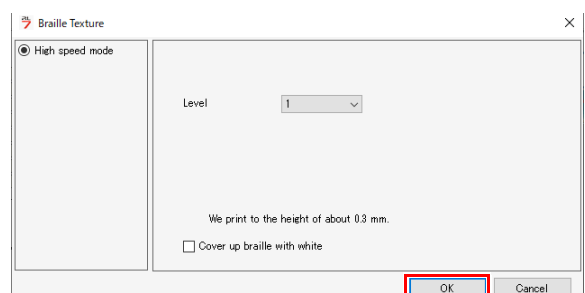 Braille Texture
High speed mode
Level 1
We print to the height of about 0.3 mm.
Cover up braille with white
OK Cancel